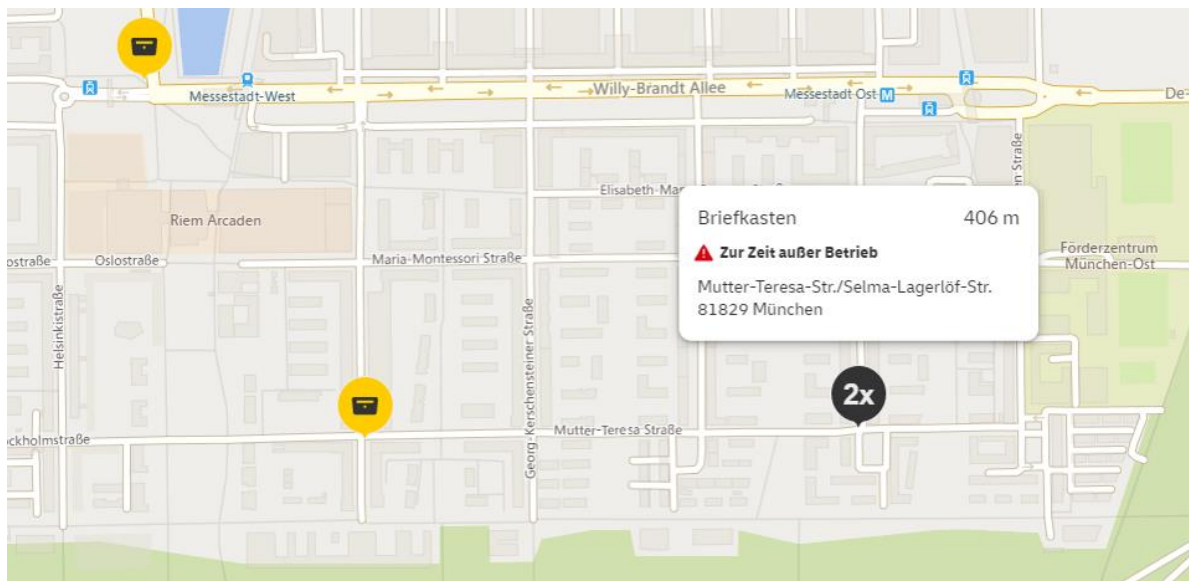 Messestadt-West
Willy-Brandt Allee
Messestadt Ost M
De
en Straße
Elisabeth-Ma
Riem Arcaden
Briefkasten 406 m
Zur Zeit außer Betrieb
Mutter-Teresa-Str./Selma-Lagerlöf-Str.
81829 München
ostraße
Oslostraße
Maria-Montessori Straße
Förderzentrum
München-Ost
Helsinkistraße
Georg-Kerschensteiner Straße
2x
ockholmstraße
Mutter-Teresa Straße